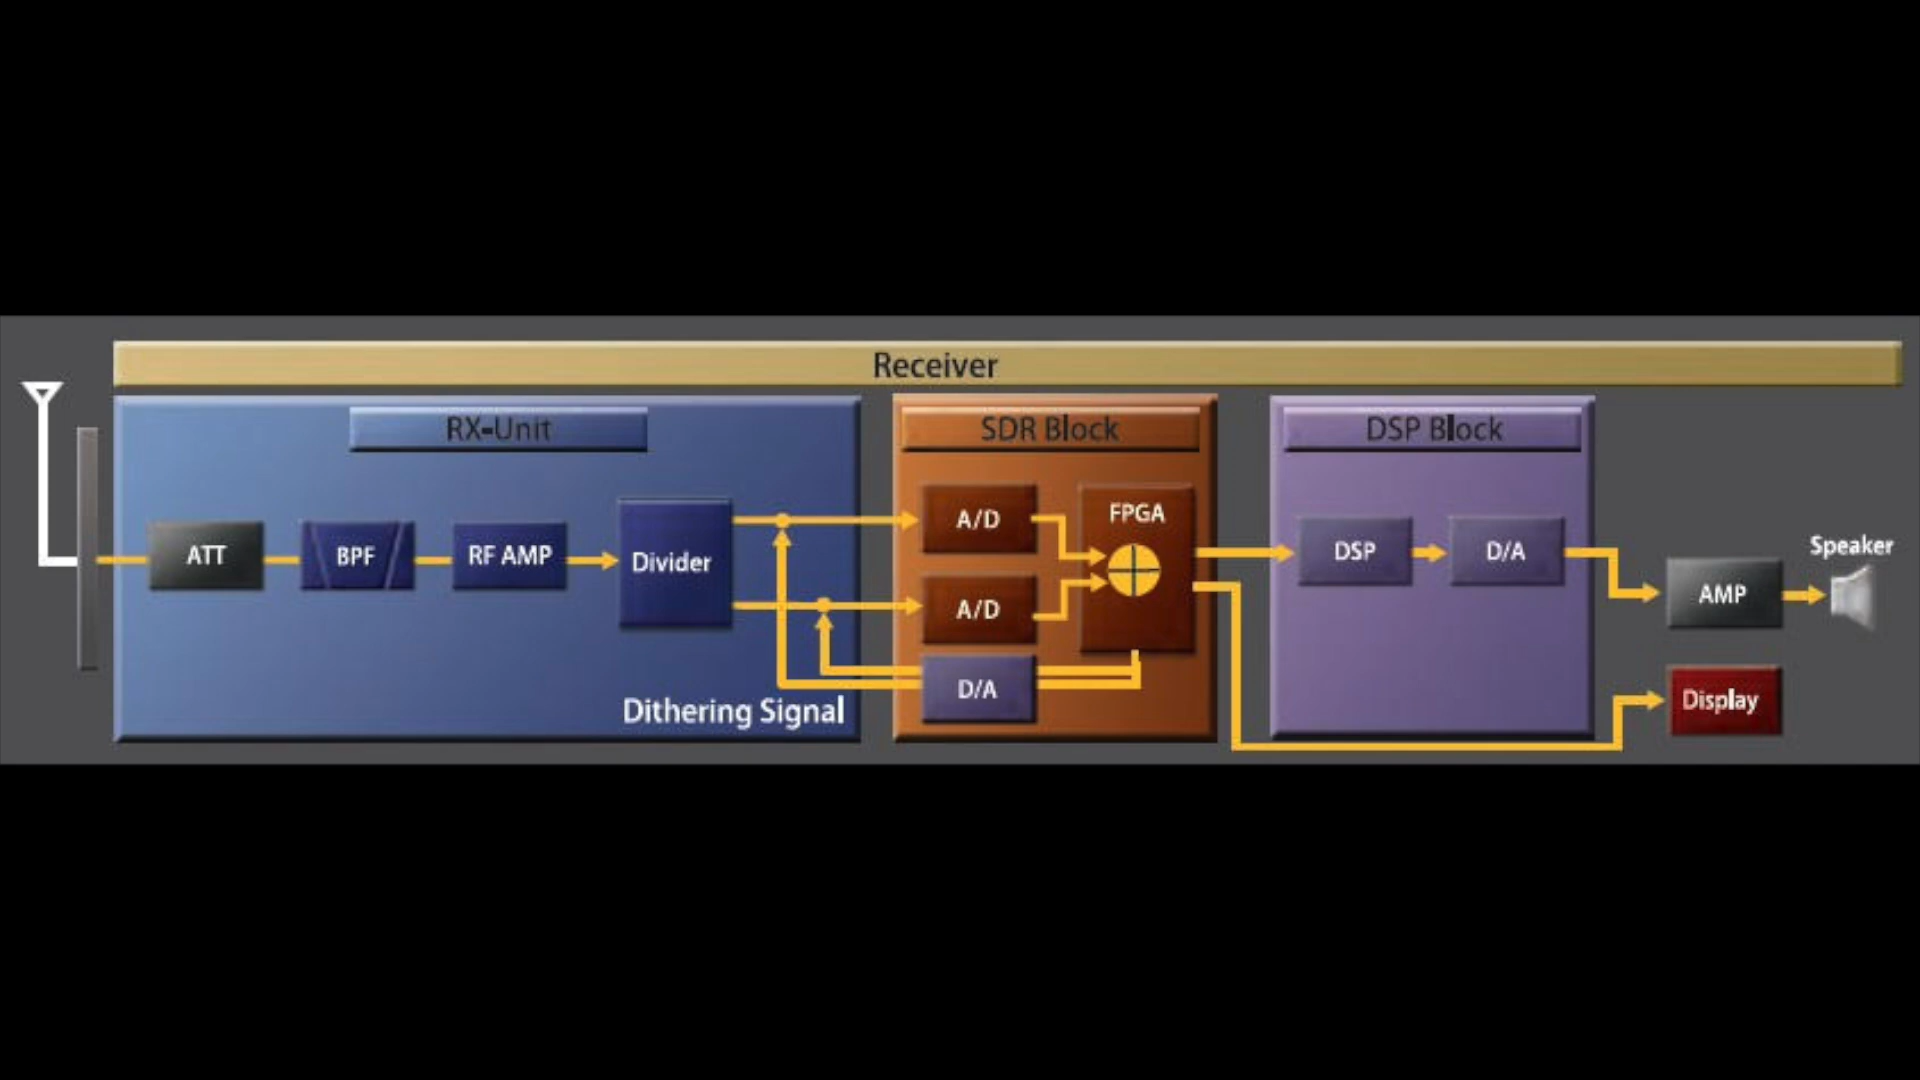 Receiver
RX-Unit
SDR Block
DSP Block
ATT
BPF
RF AMP
Divider
Dithering Signal
A/D
A/D
D/A
FPGA
DSP
D/A
AMP
Speaker
Display